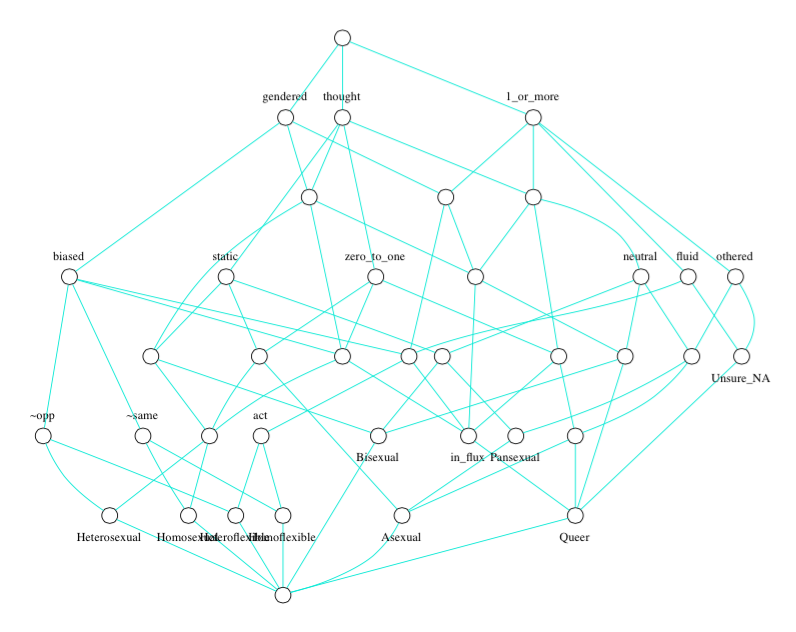 gendered thought 1_or_more
biased static zero_to_one neutral fluid othered
Unsure_NA
~opp ~same act
Bisexual in_flux Pansexual
Heterosexual Homosexual Heteroflexible Homoflexible Asexual Queer